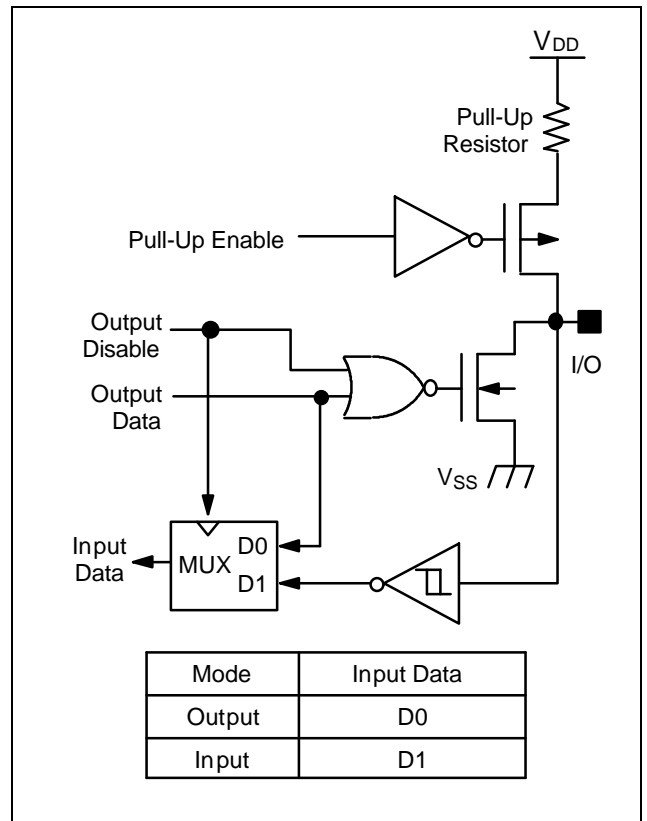 VDD
Pull-Up
Resistor
Pull-Up Enable
Output
Disable
I/O
Output
Data
VSS
Input
Data
MUX
D0
D1
Mode Input Data
Output D0
Input D1